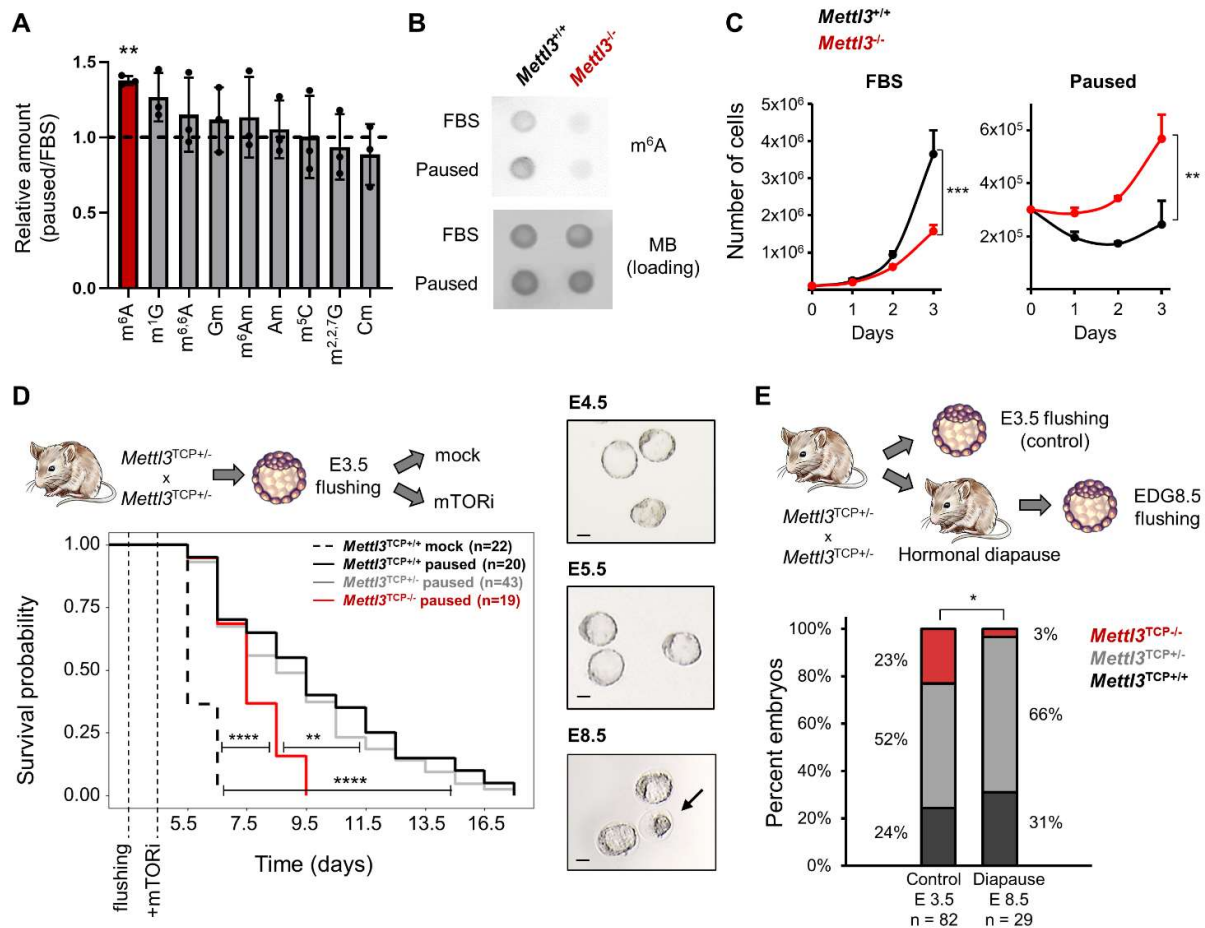 A
**
1.5
1.0
0.5
0.0
Relative amount
(paused/FBS)
m⁶A
m¹G
m⁶,⁶A
Gm
m⁶Am
Am
m⁵C
m²,²,⁷G
Cm
B
Mettl3+/+
Mettl3-/-
FBS
Paused
m⁶A
FBS
Paused
MB
(loading)
C
Mettl3+/+
Mettl3-/-
FBS
Number of cells
5x10⁶
4x10⁶
3x10⁶
2x10⁶
1x10⁶
***
0 1 2 3
Days
Paused
6x10⁵
4x10⁵
2x10⁵
**
0 1 2 3
Days
D
Mettl3TCP+/-
x
Mettl3TCP+/-
E3.5
flushing
mock
mTORi
Survival probability
1.00
0.75
0.50
0.25
0.00
Mettl3TCP+/+ mock (n=22)
Mettl3TCP+/+ paused (n=20)
Mettl3TCP+/- paused (n=43)
Mettl3TCP-/- paused (n=19)
**** **
****
5.5 7.5 9.5 11.5 13.5 16.5
flushing
+mTORi
Time (days)
E4.5
E5.5
E8.5
E
Mettl3TCP+/-
x
Mettl3TCP+/-
E3.5 flushing
(control)
Hormonal diapause
EDG8.5
flushing
Percent embryos
100%
80%
60%
40%
20%
0%
*
23%
52%
24%
3%
66%
31%
Mettl3TCP-/-
Mettl3TCP+/-
Mettl3TCP+/+
Control
E 3.5
n = 82
Diapause
E 8.5
n = 29